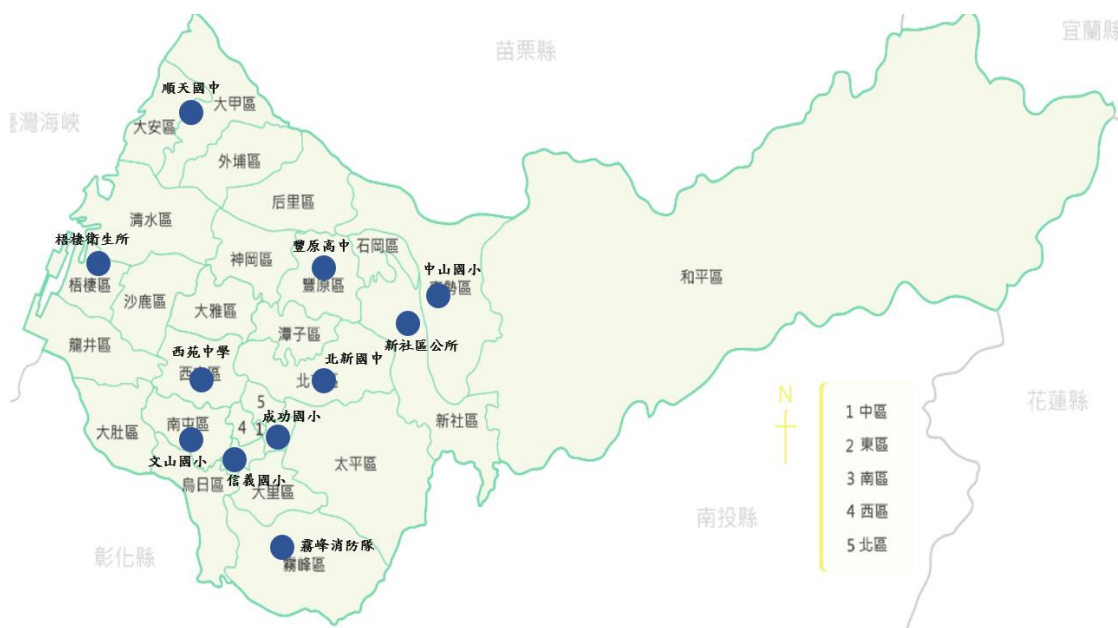 苗栗縣
宜蘭縣
順天國中
大甲區
臺灣海峽
大安區
外埔區
后里區
清水區
梧棲衛生所
神岡區
豐原高中
石岡區
中山國小
梧棲區
豐原區
東勢區
和平區
沙鹿區
大雅區
潭子區
新社區公所
龍井區
西苑中學
北新國中
西屯區
北屯區
5
成功國小
4
1
大肚區
南屯區
新社區
花蓮縣
文山國小
信義國小
太平區
烏日區
大里區
霧峰消防隊
霧峰區
彰化縣
南投縣
N
1 中區
2 東區
3 南區
4 西區
5 北區